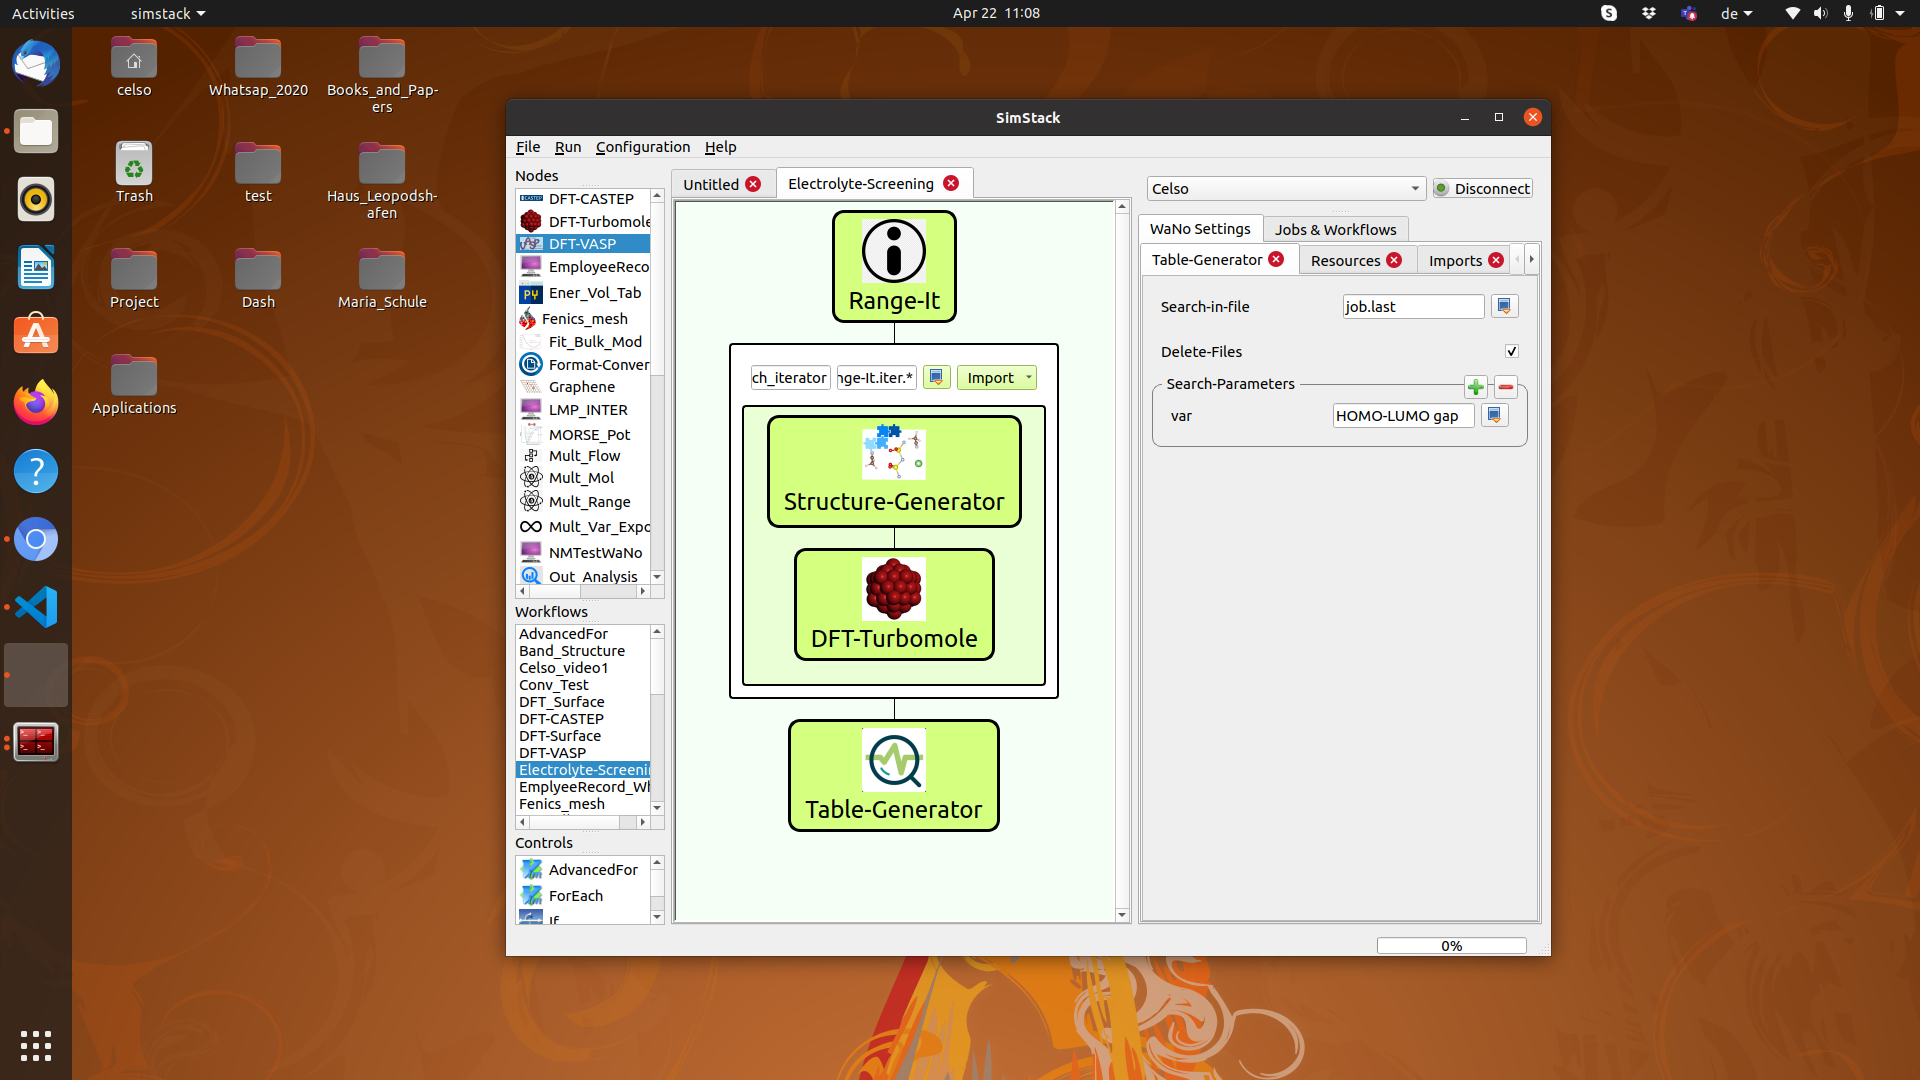 Activities
simstack
Apr 22 11:08
de
celso
Whatsap_2020
Books_and_Pap-
ers
Trash
test
Haus_Leopodsh-
afen
Project
Dash
Maria_Schule
Applications
SimStack
File Run Configuration Help
Nodes
DFT-CASTEP
DFT-Turbomole
DFT-VASP
EmployeeReco
Ener_Vol_Tab
Fenics_mesh
Fit_Bulk_Mod
Format-Conver
Graphene
LMP_INTER
MORSE_Pot
Mult_Flow
Mult_Mol
Mult_Range
Mult_Var_Expo
NMTestWaNo
Out_Analysis
Workflows
AdvancedFor
Band_Structure
Celso_video1
Conv_Test
DFT_Surface
DFT-CASTEP
DFT-Surface
DFT-VASP
Electrolyte-Screeni
EmplyeeRecord_Wh
Fenics_mesh
Controls
AdvancedFor
ForEach
If
Untitled
Electrolyte-Screening
Range-It
ch_iterator
nge-It.iter.*
Import
Structure-Generator
DFT-Turbomole
Table-Generator
Celso
Disconnect
WaNo Settings
Jobs & Workflows
Table-Generator
Resources
Imports
Search-in-file
job.last
Delete-Files
Search-Parameters
var
HOMO-LUMO gap
0%